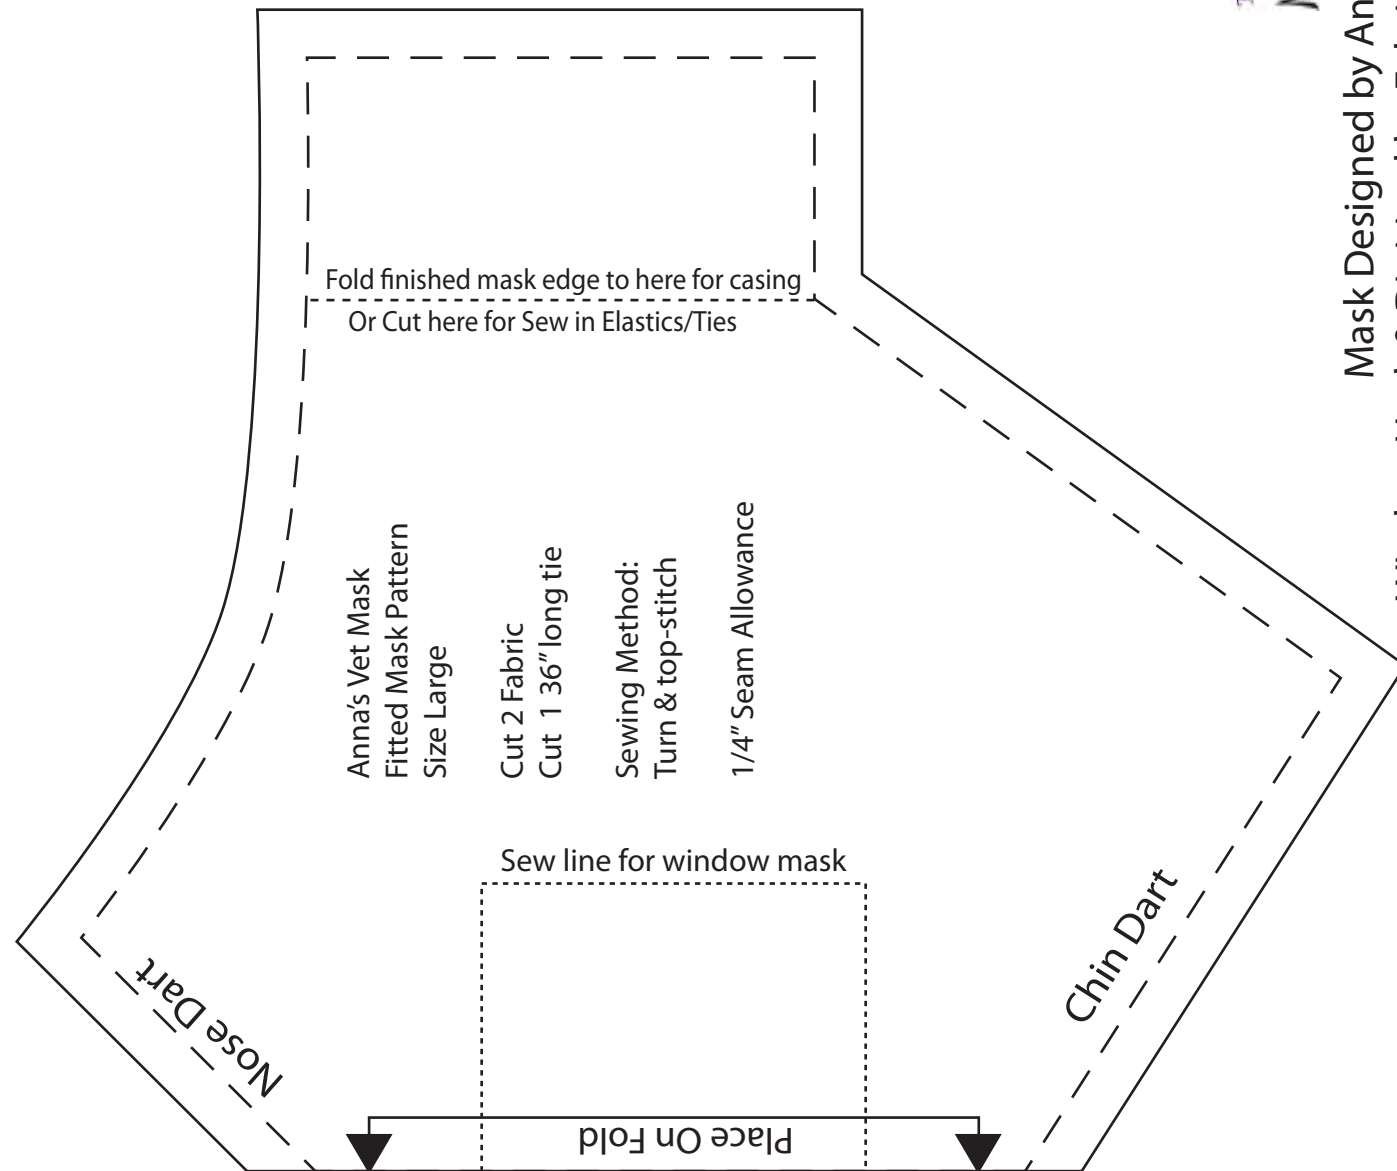 Fold finished mask edge to here for casing
Or Cut here for Sew in Elastics/Ties
Anna's Vet Mask
Fitted Mask Pattern
Size Large
Cut 2 Fabric
Cut 1 36" long tie
Sewing Method:
Turn & top-stitch
1/4" Seam Allowance
Sew line for window mask
Nose Dart
Chin Dart
Place On Fold
Mask Designed by